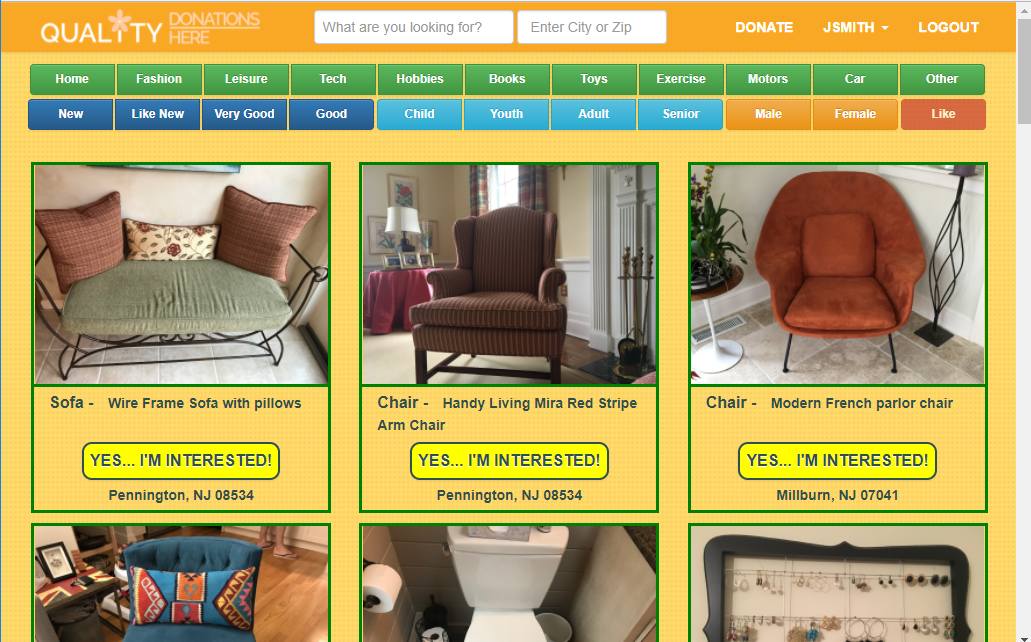 QUALITY DONATIONS HERE
What are you looking for?
Enter City or Zip
DONATE
JSMITH
LOGOUT
Home Fashion Leisure Tech Hobbies Books Toys Exercise Motors Car Other
New Like New Very Good Good Child Youth Adult Senior Male Female Like
Sofa - Wire Frame Sofa with pillows
YES... I'M INTERESTED!
Pennington, NJ 08534
Chair - Handy Living Mira Red Stripe
Arm Chair
YES... I'M INTERESTED!
Pennington, NJ 08534
Chair - Modern French parlor chair
YES... I'M INTERESTED!
Millburn, NJ 07041